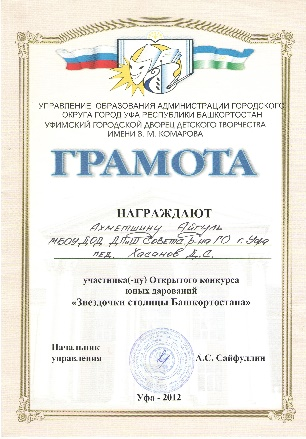 УПРАВЛЕНИЕ ОБРАЗОВАНИЯ АДМИНИСТРАЦИИ ГОРОДСКОГО
ОКРУГА ГОРОД УФА РЕСПУБЛИКИ БАШКОРТОСТАН
УФИМСКИЙ ГОРОДСКОЙ ДВОРЕЦ ДЕТСКОГО ТВОРЧЕСТВА
ИМЕНИ В. М. КОМАРОВА
ГРАМОТА
НАГРАЖДАЮТ
Ахметшину Айгуль
МБОУ ДОД ДПиШ Советск р-на ГО г. Уфа
пед. Хасанов Д.С.
участника(-цу) Открытого конкурса
юных дарований
«Звездочки столицы Башкортостана»
Начальник
управления А.С. Сайфуллин
Уфа - 2012